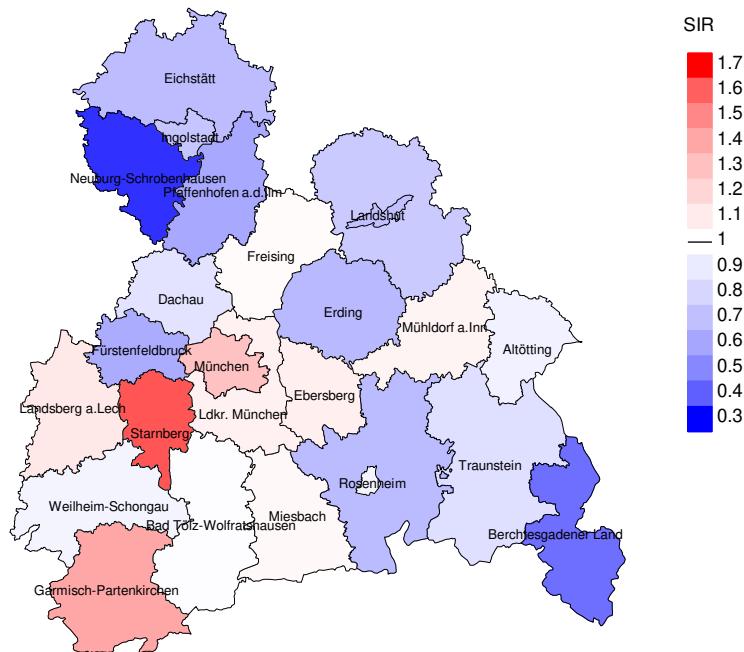 SIR
1.7
1.6
1.5
1.4
1.3
1.2
1.1
1
0.9
0.8
0.7
0.6
0.5
0.4
0.3
Eichstätt
Ingolstadt
Neuburg-Schrobenhausen
Pfaffenhofen a.d.Ilm
Landshut
Freising
Dachau
Erding
Mühldorf a.Inn
Altötting
Fürstenfeldbruck
München
Ebersberg
Landsberg a.Lech
Ldkr. München
Starnberg
Traunstein
Rosenheim
Weilheim-Schongau
Miesbach
Bad Tölz-Wolfratshausen
Berchtesgadener Land
Garmisch-Partenkirchen